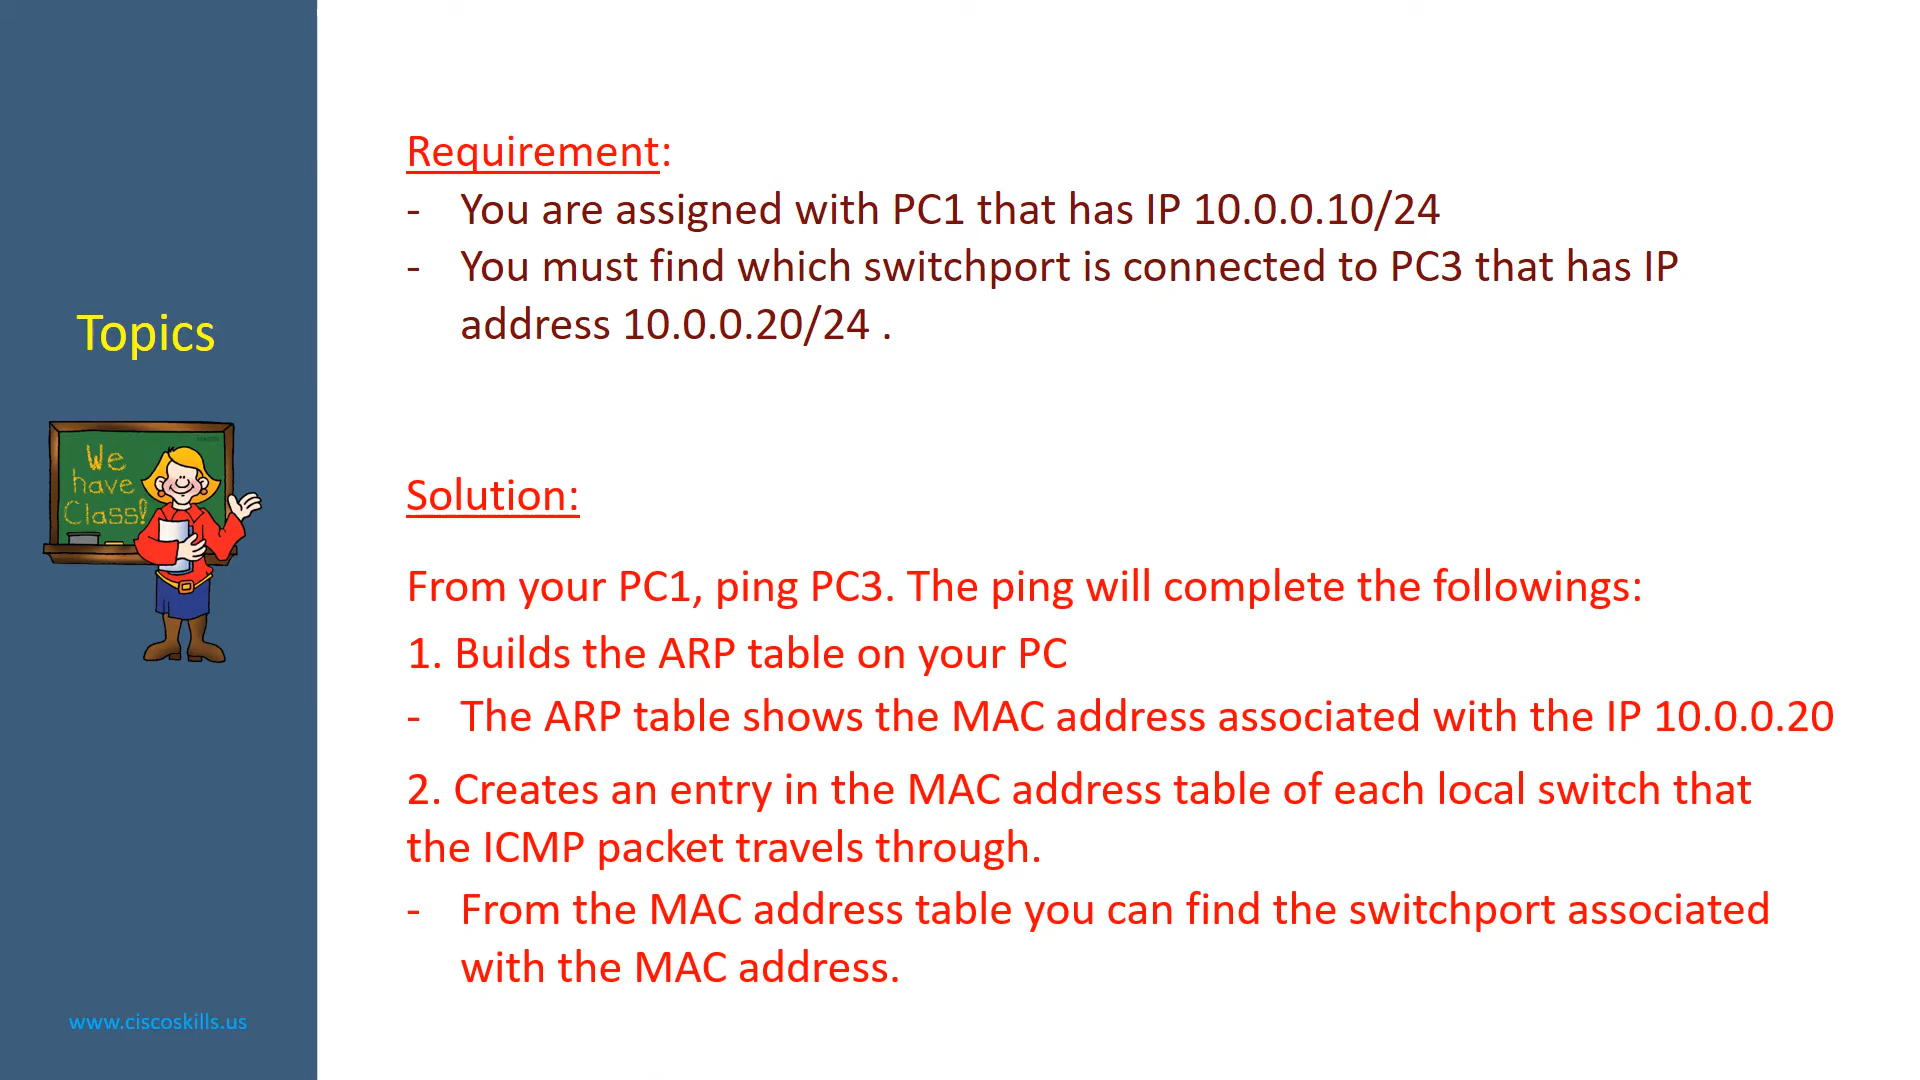 Topics
We
have
Class!
www.ciscoskills.us
Requirement:
- You are assigned with PC1 that has IP 10.0.0.10/24
- You must find which switchport is connected to PC3 that has IP
address 10.0.0.20/24 .
Solution:
From your PC1, ping PC3. The ping will complete the followings:
1. Builds the ARP table on your PC
- The ARP table shows the MAC address associated with the IP 10.0.0.20
2. Creates an entry in the MAC address table of each local switch that
the ICMP packet travels through.
- From the MAC address table you can find the switchport associated
with the MAC address.